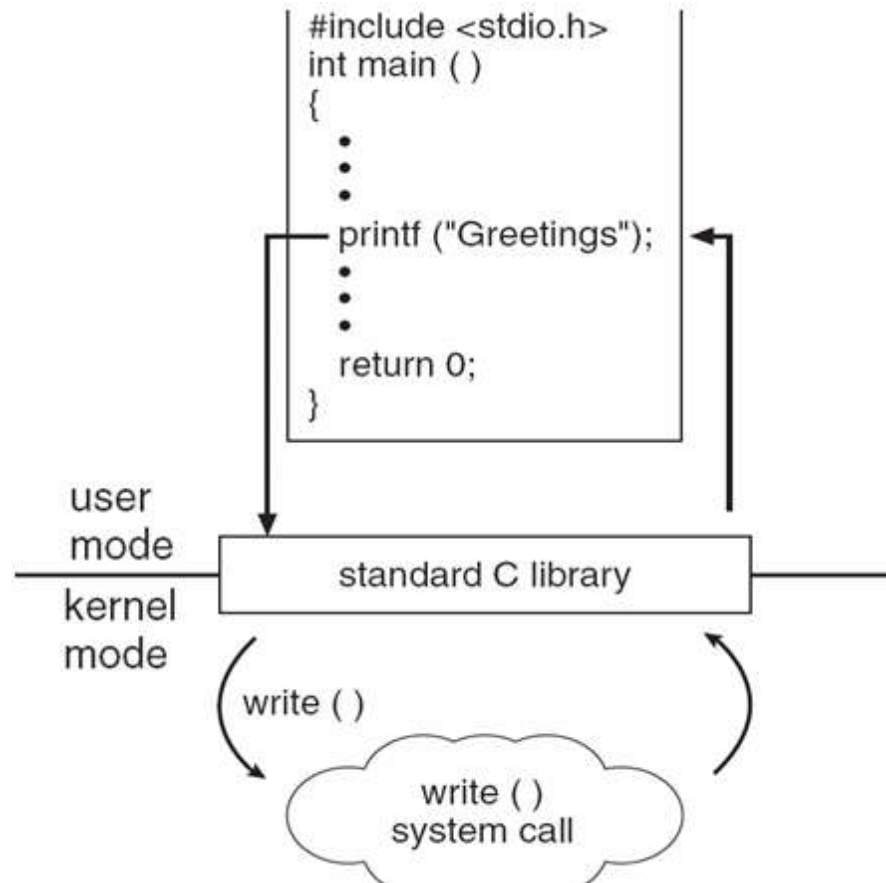 #include <stdio.h>
int main ( )
{
•
•
•
printf ("Greetings");
•
•
•
return 0;
}
user
mode
standard C library
kernel
mode
write ( )
write ( )
system call